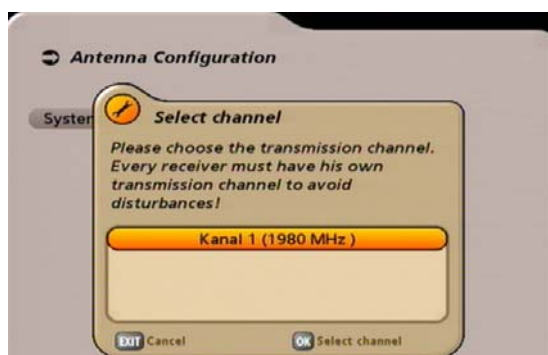 Antenna Configuration
System
Select channel
Please choose the transmission channel.
Every receiver must have his own
transmission channel to avoid
disturbances!
Kanal 1 (1980 MHz )
EXIT Cancel
OK Select channel